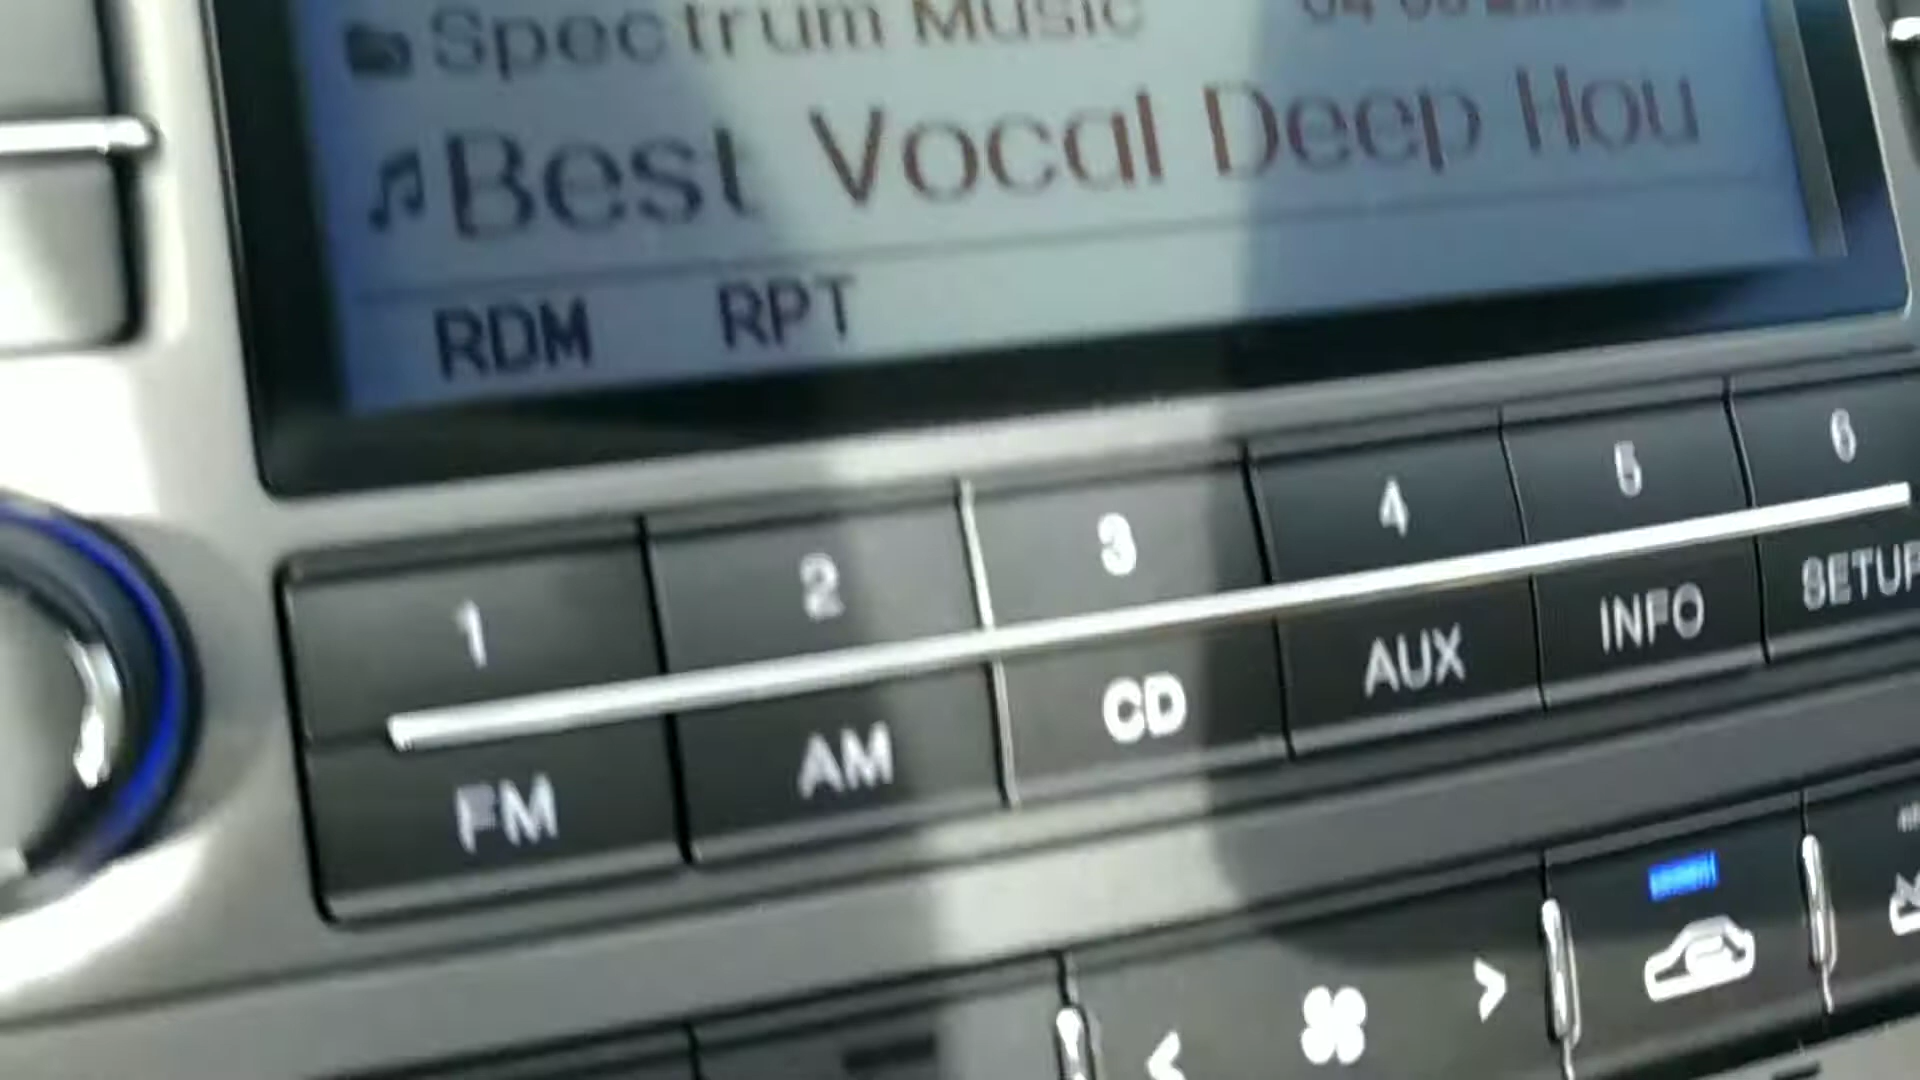 Spectrum Music
Best Vocal Deep Hou
RDM RPT
1 2 3 4 5 6
FM AM CD AUX INFO SETUP